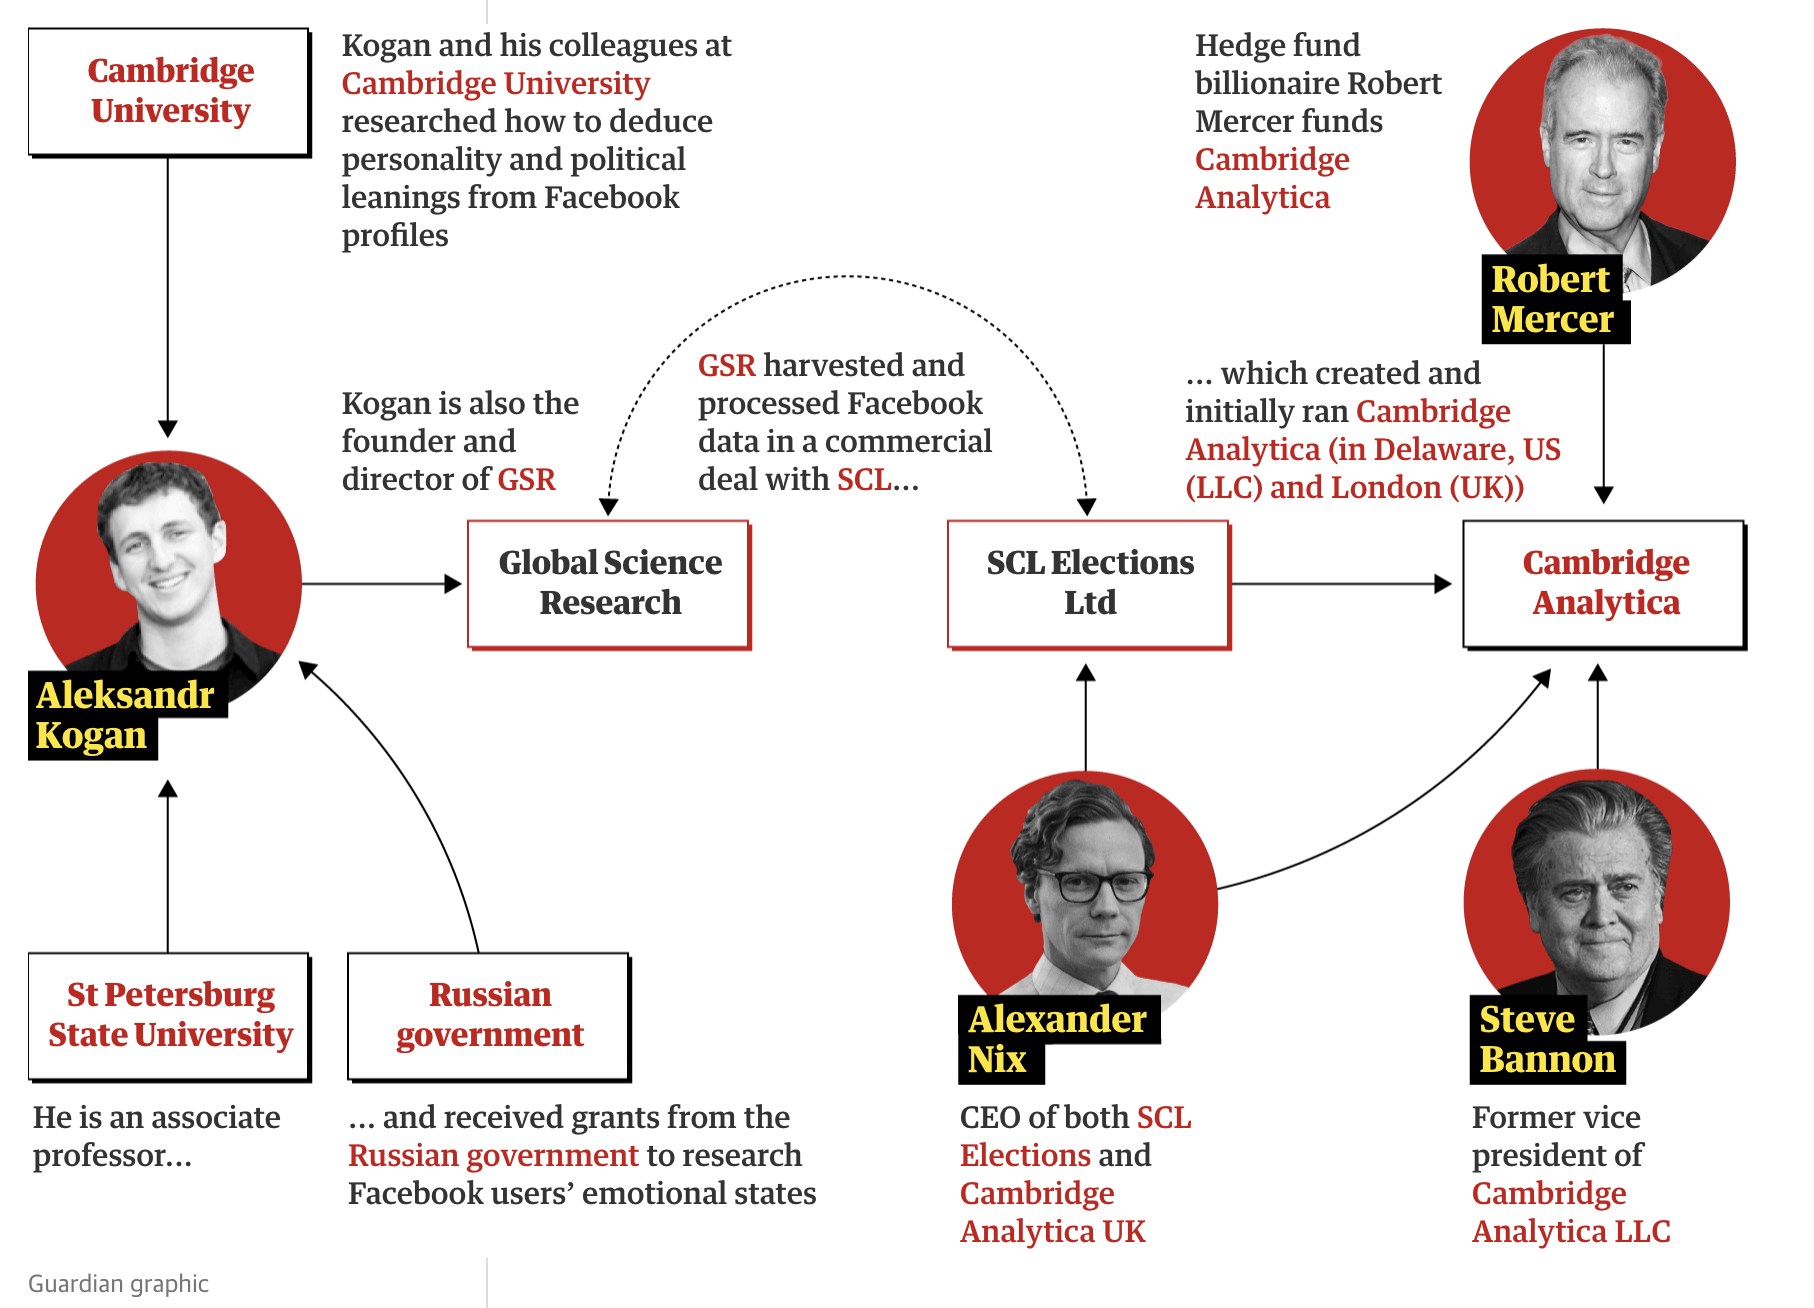 Cambridge
University
Kogan and his colleagues at
Cambridge University
researched how to deduce
personality and political
leanings from Facebook
profiles
Hedge fund
billionaire Robert
Mercer funds
Cambridge
Analytica
Robert
Mercer
Kogan is also the
founder and
director of GSR
GSR harvested and
processed Facebook
data in a commercial
deal with SCL...
... which created and
initially ran Cambridge
Analytica (in Delaware, US
(LLC) and London (UK))
Aleksandr
Kogan
Global Science
Research
SCL Elections
Ltd
Cambridge
Analytica
St Petersburg
State University
He is an associate
professor...
Russian
government
... and received grants from the
Russian government to research
Facebook users’ emotional states
Alexander
Nix
CEO of both SCL
Elections and
Cambridge
Analytica UK
Steve
Bannon
Former vice
president of
Cambridge
Analytica LLC
Guardian graphic